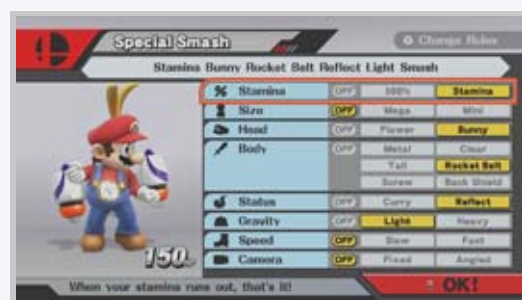 Special Smash
Change Rules
Stamina Bunny Rocket Belt Reflect Light Smash
Stamina OFF 300% Stamina
Size OFF Mega Mini
Head OFF Flower Bunny
Body OFF Metal Clear
Tail Rocket Belt
Screw Back Shield
Status OFF Curry Reflect
Gravity OFF Light Heavy
Speed OFF Slow Fast
Camera OFF Fixed Angled
150
When your stamina runs out, that's it!
OK!